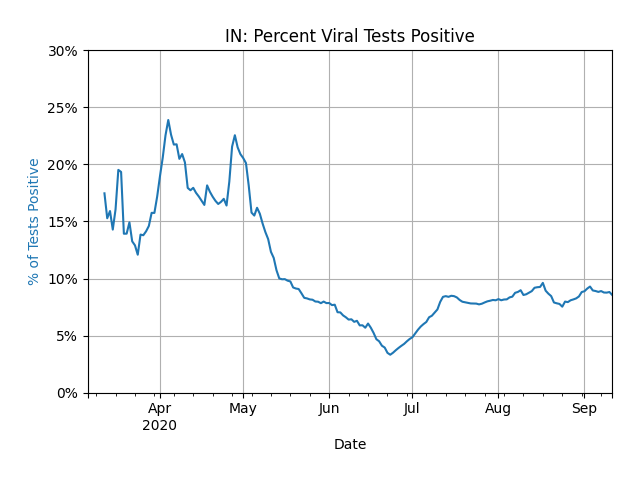 IN: Percent Viral Tests Positive
30%
25%
20%
15%
10%
5%
0%
% of Tests Positive
Apr May Jun Jul Aug Sep
2020
Date